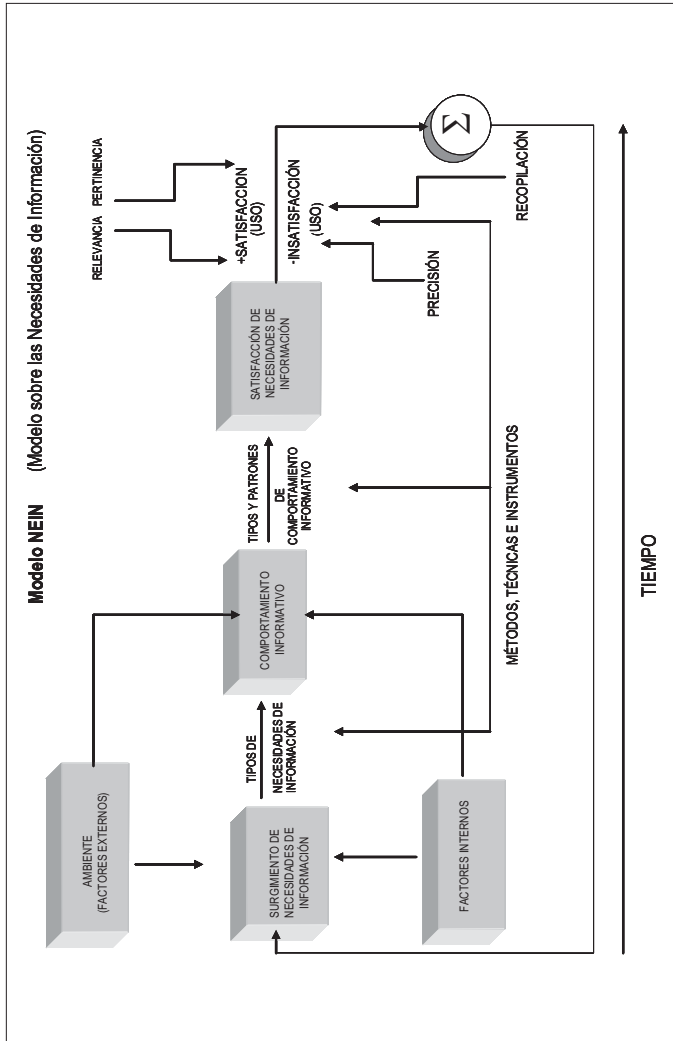 Modelo NEIN (Modelo sobre las Necesidades de Información)
RELEVANCIA PERTINENCIA
AMBIENTE
(FACTORES EXTERNOS)
SURGIMIENTO DE
NECESIDADES DE
INFORMACIÓN
FACTORES INTERNOS
TIPOS DE
NECESIDADES DE
INFORMACIÓN
COMPORTAMIENTO
INFORMATIVO
TIPOS Y PATRONES
DE
COMPORTAMIENTO
INFORMATIVO
SATISFACCIÓN DE
NECESIDADES DE
INFORMACIÓN
+SATISFACCION
(USO)
-INSATISFACCIÓN
(USO)
Σ
PRECISIÓN
RECOPILACIÓN
MÉTODOS, TÉCNICAS E INSTRUMENTOS
TIEMPO